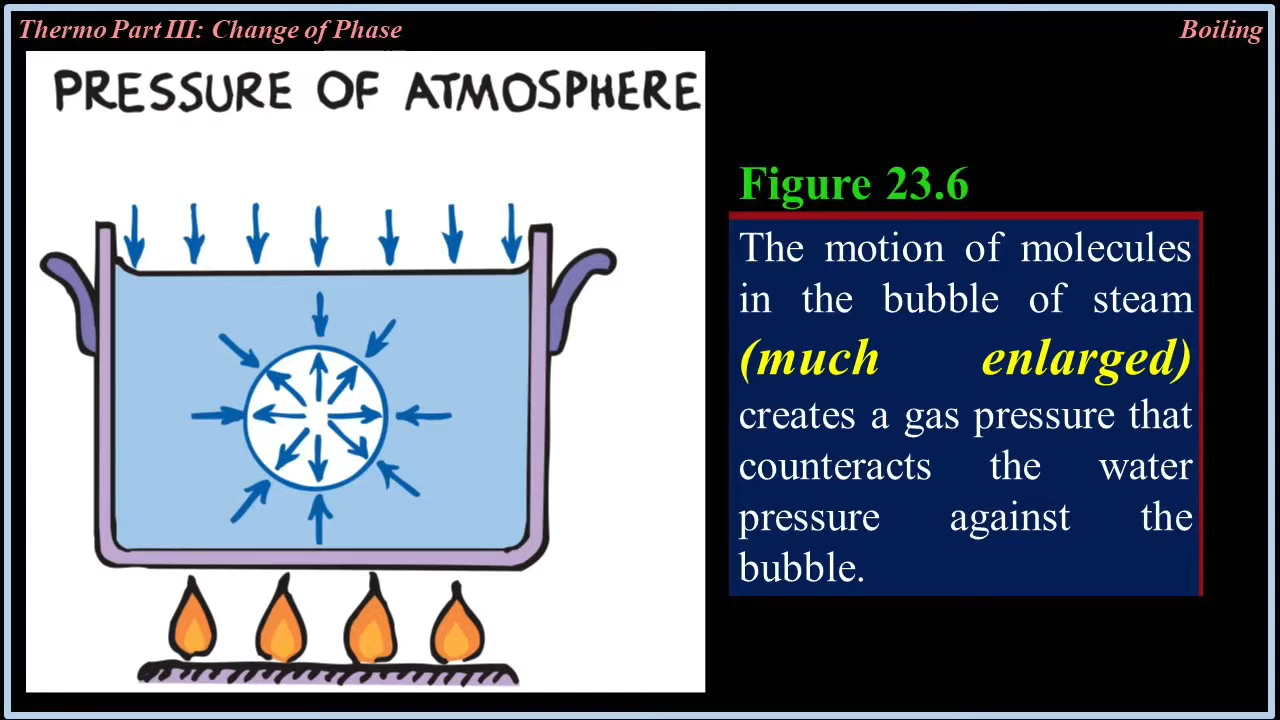 Thermo Part III: Change of Phase
Boiling
PRESSURE OF ATMOSPHERE
Figure 23.6
The motion of molecules
in the bubble of steam
(much enlarged)
creates a gas pressure that
counteracts the water
pressure against the
bubble.